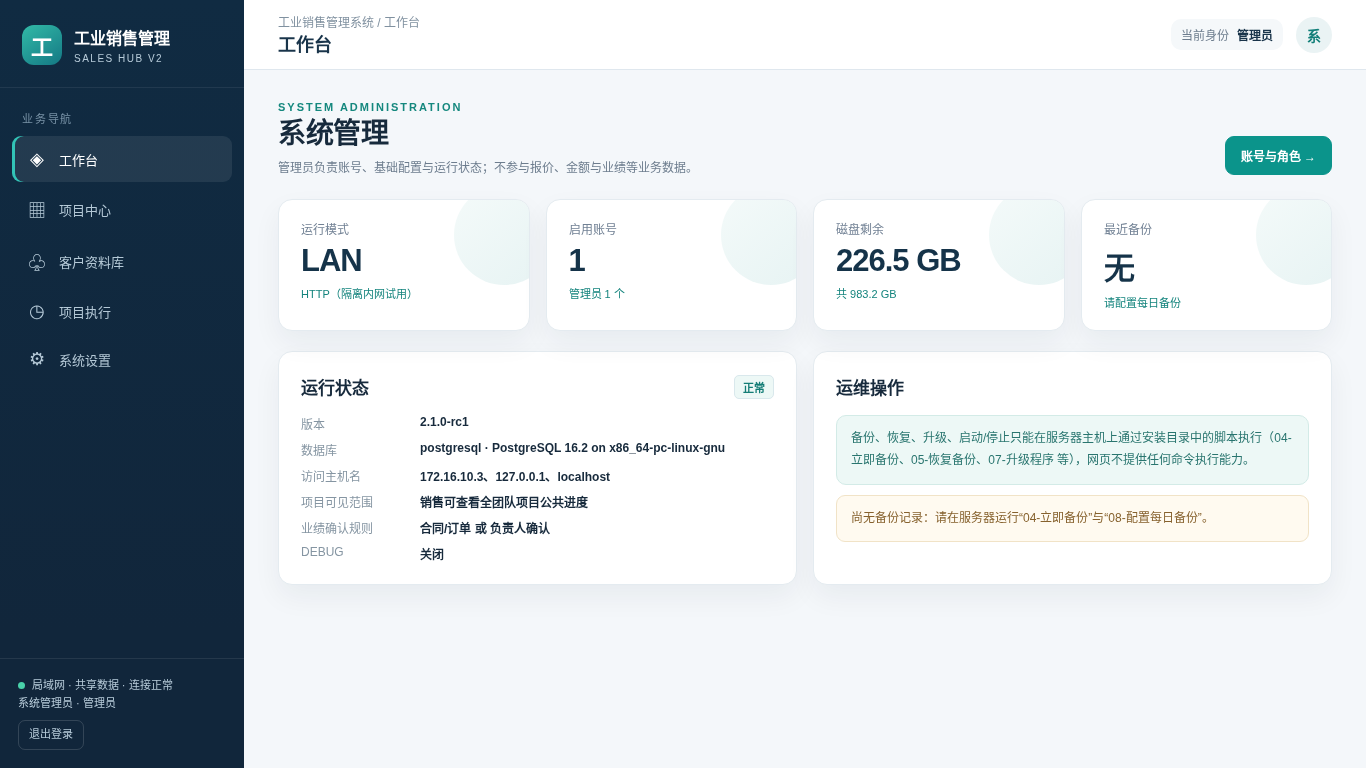 工
工业销售管理
SALES HUB V2
业务导航
◈ 工作台
▦ 项目中心
♧ 客户资料库
◷ 项目执行
⚙ 系统设置
局域网 · 共享数据 · 连接正常
系统管理员 · 管理员
退出登录
工业销售管理系统 / 工作台
工作台
当前身份 管理员
系
SYSTEM ADMINISTRATION
系统管理
管理员负责账号、基础配置与运行状态；不参与报价、金额与业绩等业务数据。
账号与角色 →
运行模式
LAN
HTTP（隔离内网试用）
启用账号
1
管理员 1 个
磁盘剩余
226.5 GB
共 983.2 GB
最近备份
无
请配置每日备份
运行状态
正常
版本 2.1.0-rc1
数据库 postgresql · PostgreSQL 16.2 on x86_64-pc-linux-gnu
访问主机名 172.16.10.3、127.0.0.1、localhost
项目可见范围 销售可查看全团队项目公共进度
业绩确认规则 合同/订单 或 负责人确认
DEBUG 关闭
运维操作
备份、恢复、升级、启动/停止只能在服务器主机上通过安装目录中的脚本执行（04-
立即备份、05-恢复备份、07-升级程序 等），网页不提供任何命令执行能力。
尚无备份记录：请在服务器运行“04-立即备份”与“08-配置每日备份”。